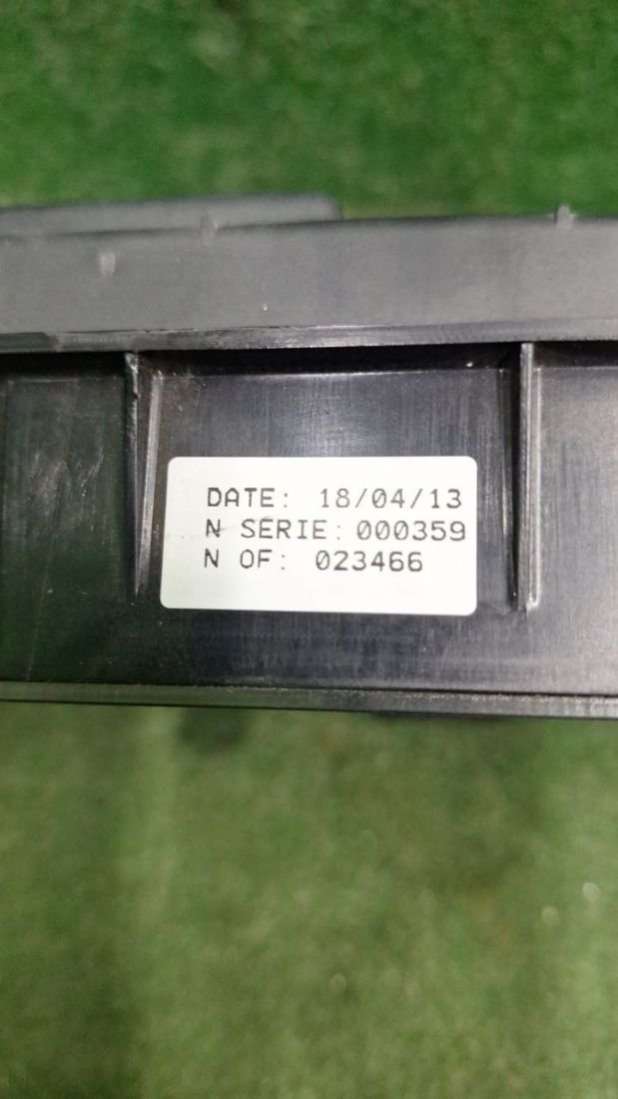 DATE: 18/04/13
N SERIE: 000359
N OF: 023466